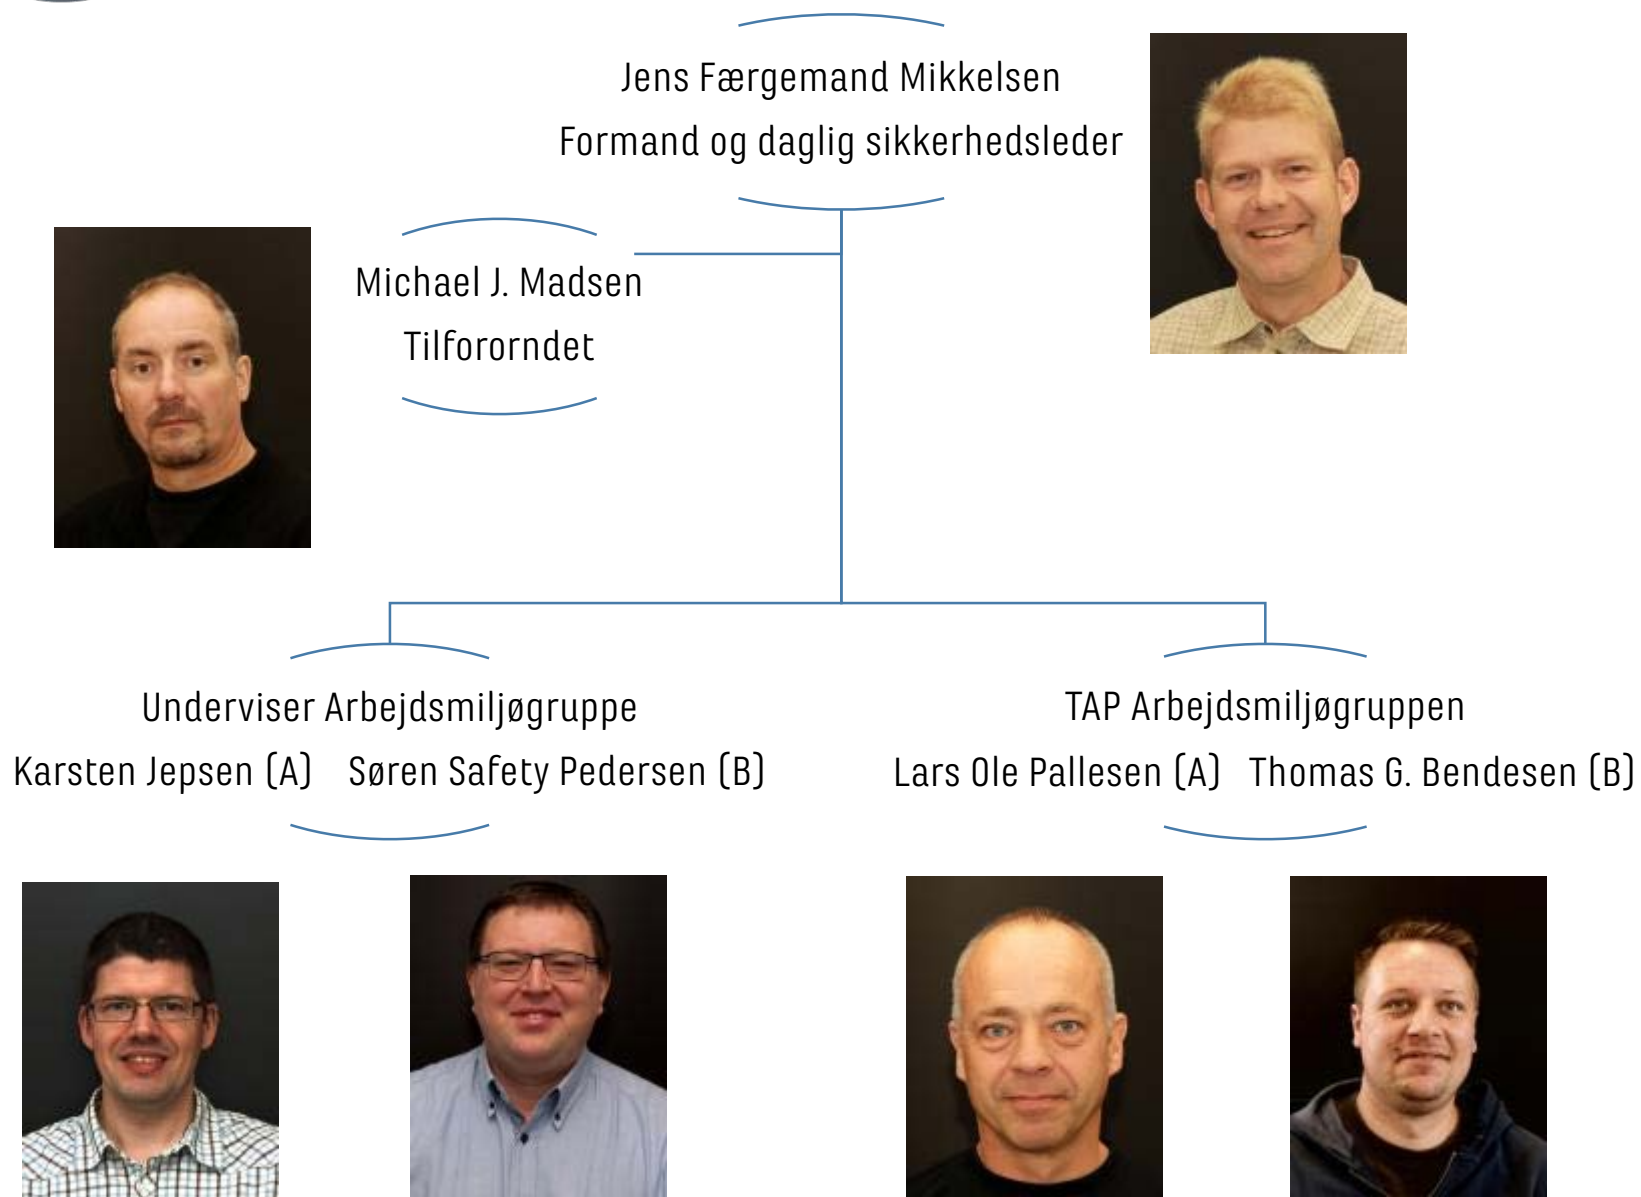 Jens Færgemand Mikkelsen
Formand og daglig sikkerhedsleder
Michael J. Madsen
Tilfororndet
Underviser Arbejdsmiljøgruppe
Karsten Jepsen (A) Søren Safety Pedersen (B)
TAP Arbejdsmiljøgruppen
Lars Ole Pallesen (A) Thomas G. Bendesen (B)